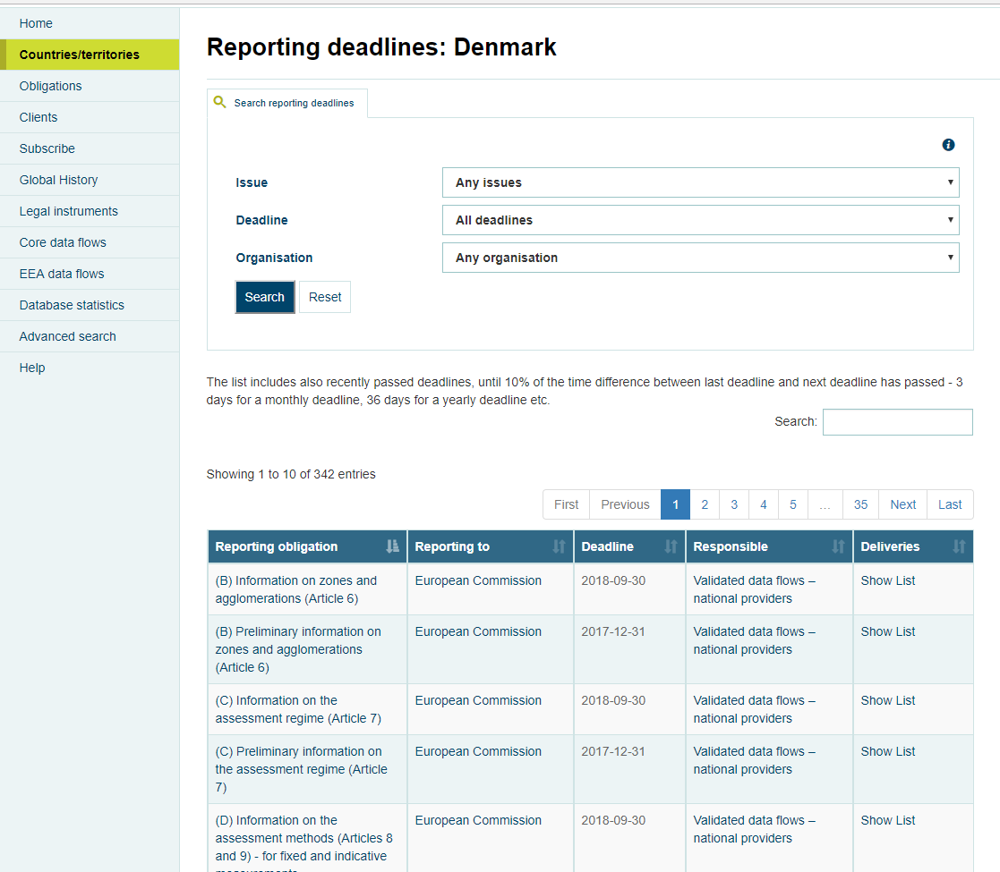 Home
Countries/territories
Obligations
Clients
Subscribe
Global History
Legal instruments
Core data flows
EEA data flows
Database statistics
Advanced search
Help
Reporting deadlines: Denmark
Search reporting deadlines
Issue Any issues
Deadline All deadlines
Organisation Any organisation
Search Reset
The list includes also recently passed deadlines, until 10% of the time difference between last deadline and next deadline has passed - 3
days for a monthly deadline, 36 days for a yearly deadline etc.
Search:
Showing 1 to 10 of 342 entries
First Previous 1 2 3 4 5 … 35 Next Last
Reporting obligation Reporting to Deadline Responsible Deliveries
(B) Information on zones and European Commission 2018-09-30 Validated data flows – Show List
agglomerations (Article 6) national providers
(B) Preliminary information on European Commission 2017-12-31 Validated data flows – Show List
zones and agglomerations national providers
(Article 6)
(C) Information on the European Commission 2018-09-30 Validated data flows – Show List
assessment regime (Article 7) national providers
(C) Preliminary information on European Commission 2017-12-31 Validated data flows – Show List
the assessment regime (Article national providers
7)
(D) Information on the European Commission 2018-09-30 Validated data flows – Show List
assessment methods (Articles 8 national providers
and 9) - for fixed and indicative